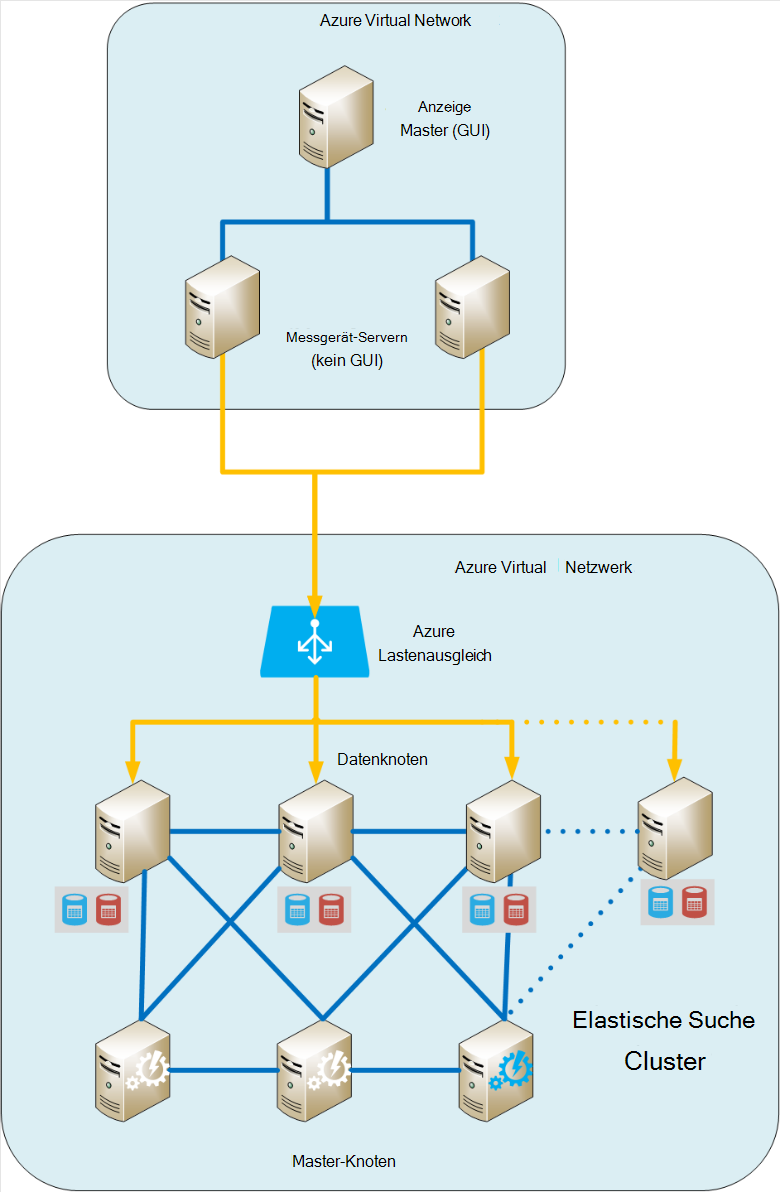 Azure Virtual Network
Anzeige
Master (GUI)
Messgerät-Servern
(kein GUI)
Azure Virtual Netzwerk
Azure
Lastenausgleich
Datenknoten
Elastische Suche
Cluster
Master-Knoten